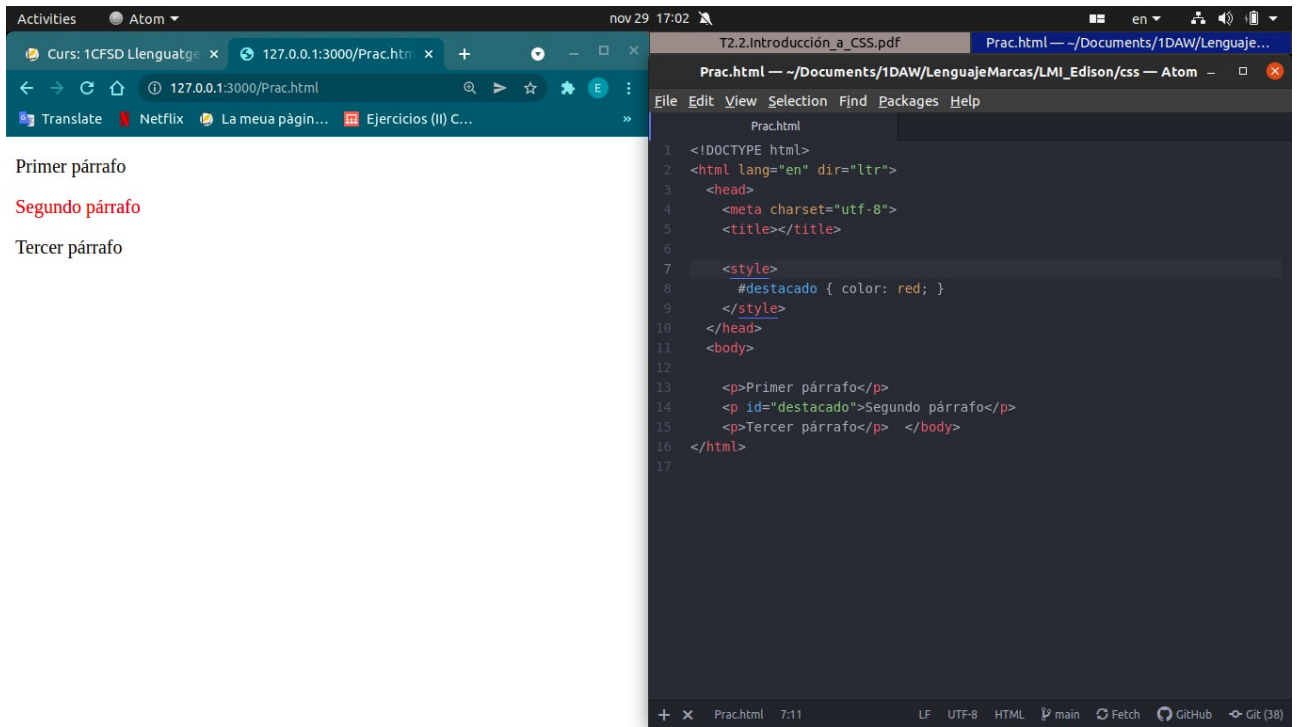 Activities Atom nov 29 17:02 en
Curs: 1CFSD Llenguatge 127.0.0.1:3000/Prac.htm
127.0.0.1:3000/Prac.html E
Translate Netflix La meua pàgin… Ejercicios (II) C… »
Primer párrafo
Segundo párrafo
Tercer párrafo
T2.2.Introducción_a_CSS.pdf Prac.html — ~/Documents/1DAW/Lenguaje…
Prac.html — ~/Documents/1DAW/LenguajeMarcas/LMI_Edison/css — Atom
File Edit View Selection Find Packages Help
Prac.html
1 <!DOCTYPE html>
2 <html lang="en" dir="ltr">
3 <head>
4 <meta charset="utf-8">
5 <title></title>
6
7 <style>
8 #destacado { color: red; }
9 </style>
10 </head>
11 <body>
12
13 <p>Primer párrafo</p>
14 <p id="destacado">Segundo párrafo</p>
15 <p>Tercer párrafo</p> </body>
16 </html>
17
Prac.html 7:11 LF UTF-8 HTML main Fetch GitHub Git (38)